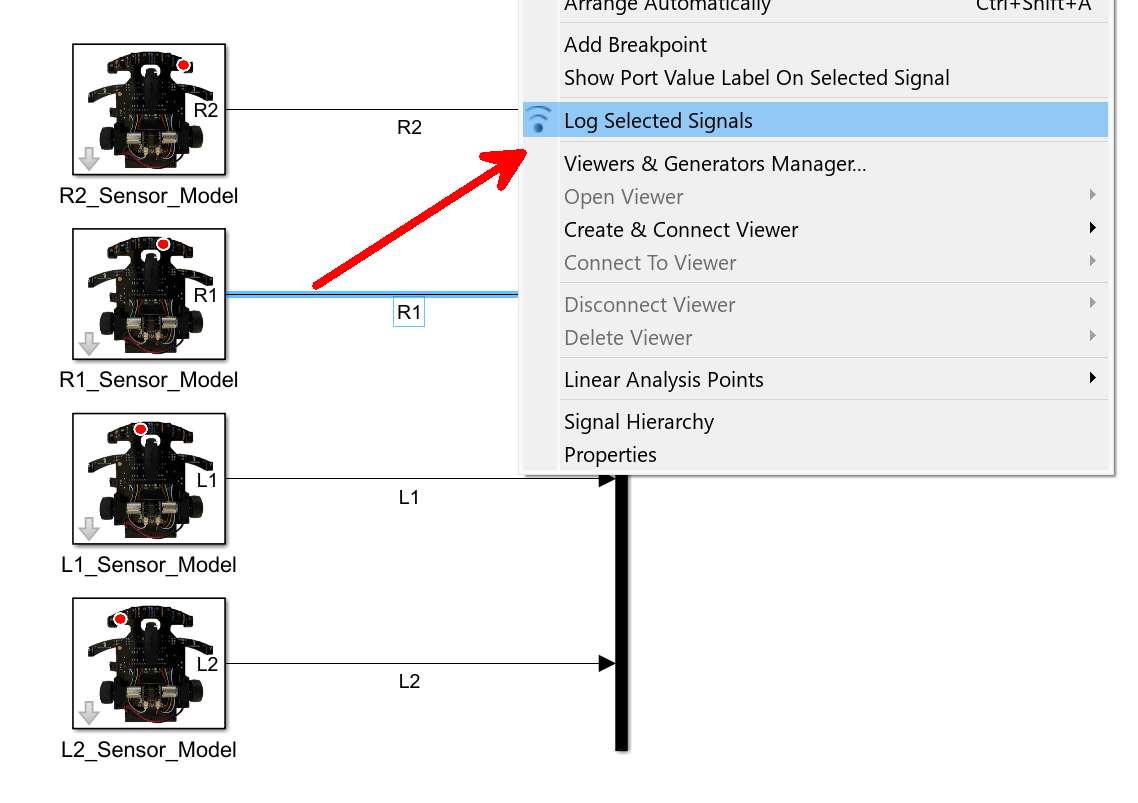 Arrange Automatically Ctrl+Shift+A
Add Breakpoint
Show Port Value Label On Selected Signal
Log Selected Signals
Viewers & Generators Manager...
Open Viewer
Create & Connect Viewer
Connect To Viewer
Disconnect Viewer
Delete Viewer
Linear Analysis Points
Signal Hierarchy
Properties
R2
R2
R2_Sensor_Model
R1
R1
R1_Sensor_Model
L1
L1
L1_Sensor_Model
L2
L2
L2_Sensor_Model